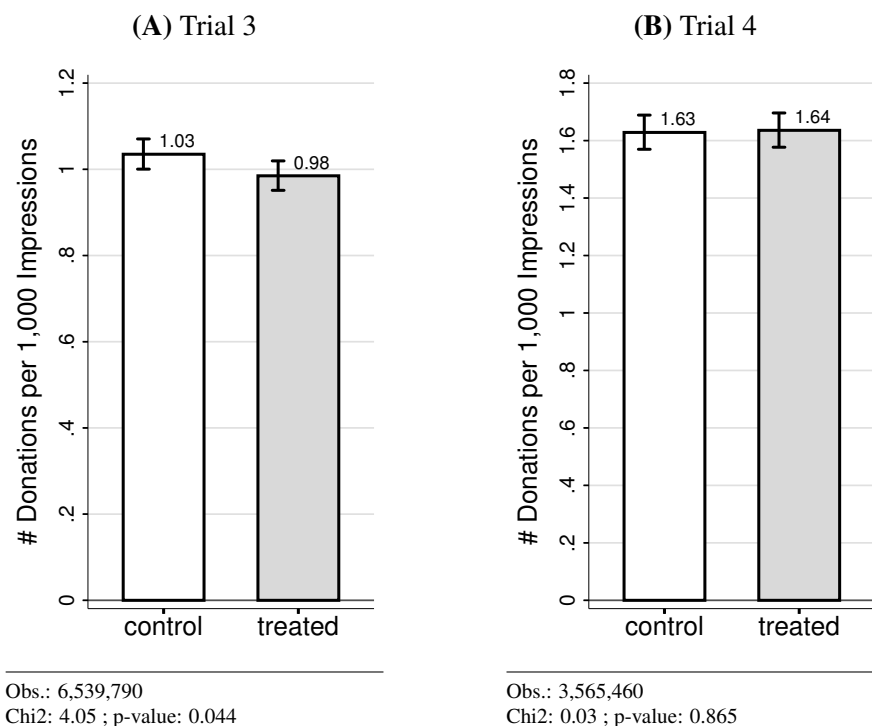 (A) Trial 3
# Donations per 1,000 Impressions
1.2
1
.8
.6
.4
.2
0
1.03
0.98
control treated
Obs.: 6,539,790
Chi2: 4.05 ; p-value: 0.044
(B) Trial 4
# Donations per 1,000 Impressions
1.8
1.6
1.4
1.2
1
.8
.6
.4
.2
0
1.63
1.64
control treated
Obs.: 3,565,460
Chi2: 0.03 ; p-value: 0.865